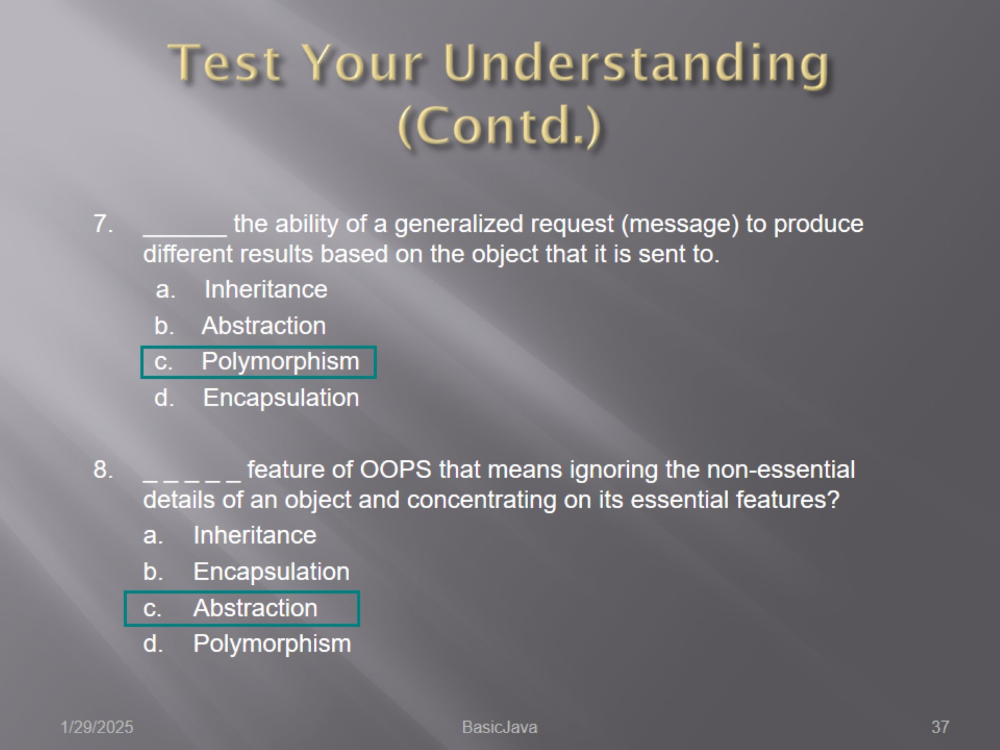 Test Your Understanding
(Contd.)
7. ______ the ability of a generalized request (message) to produce
different results based on the object that it is sent to.
a. Inheritance
b. Abstraction
c. Polymorphism
d. Encapsulation
8. _ _ _ _ _ feature of OOPS that means ignoring the non-essential
details of an object and concentrating on its essential features?
a. Inheritance
b. Encapsulation
c. Abstraction
d. Polymorphism
1/29/2025 BasicJava 37